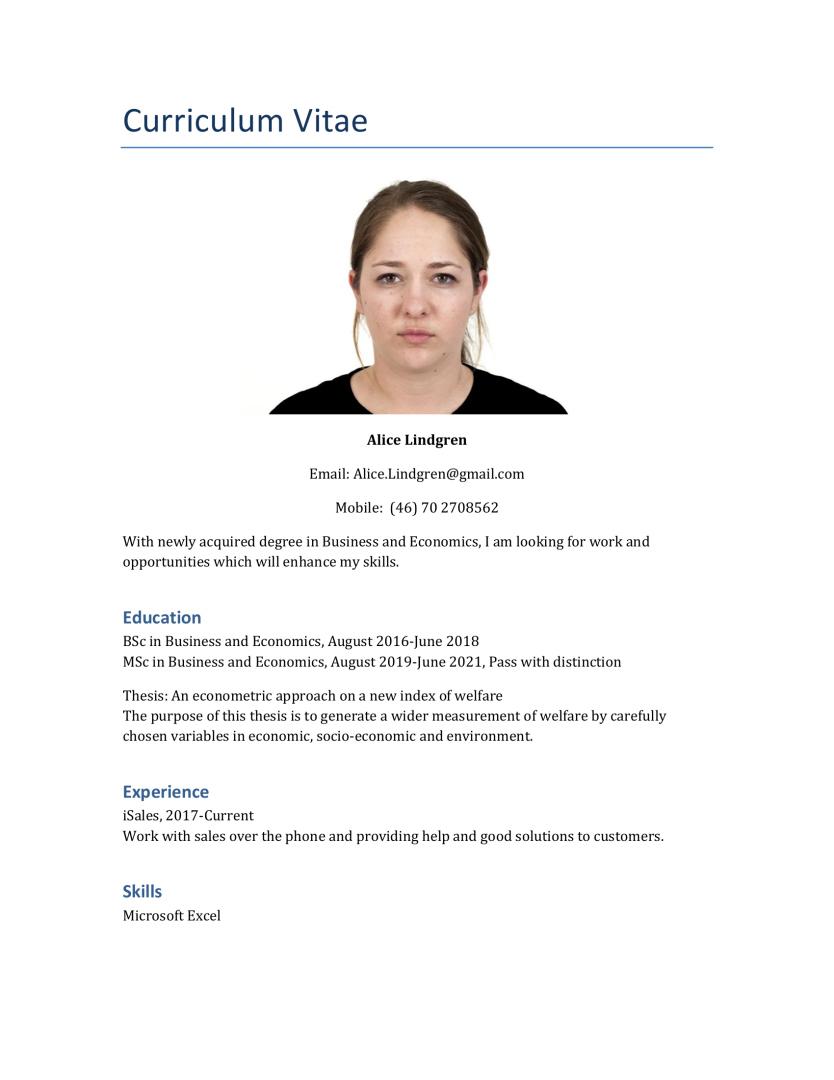 Curriculum Vitae
Alice Lindgren
Email: Alice.Lindgren@gmail.com
Mobile:  (46) 70 2708562
With newly acquired degree in Business and Economics, I am looking for work and
opportunities which will enhance my skills.
Education
BSc in Business and Economics, August 2016-June 2018
MSc in Business and Economics, August 2019-June 2021, Pass with distinction
Thesis: An econometric approach on a new index of welfare
The purpose of this thesis is to generate a wider measurement of welfare by carefully
chosen variables in economic, socio-economic and environment.
Experience
iSales, 2017-Current
Work with sales over the phone and providing help and good solutions to customers.
Skills
Microsoft Excel